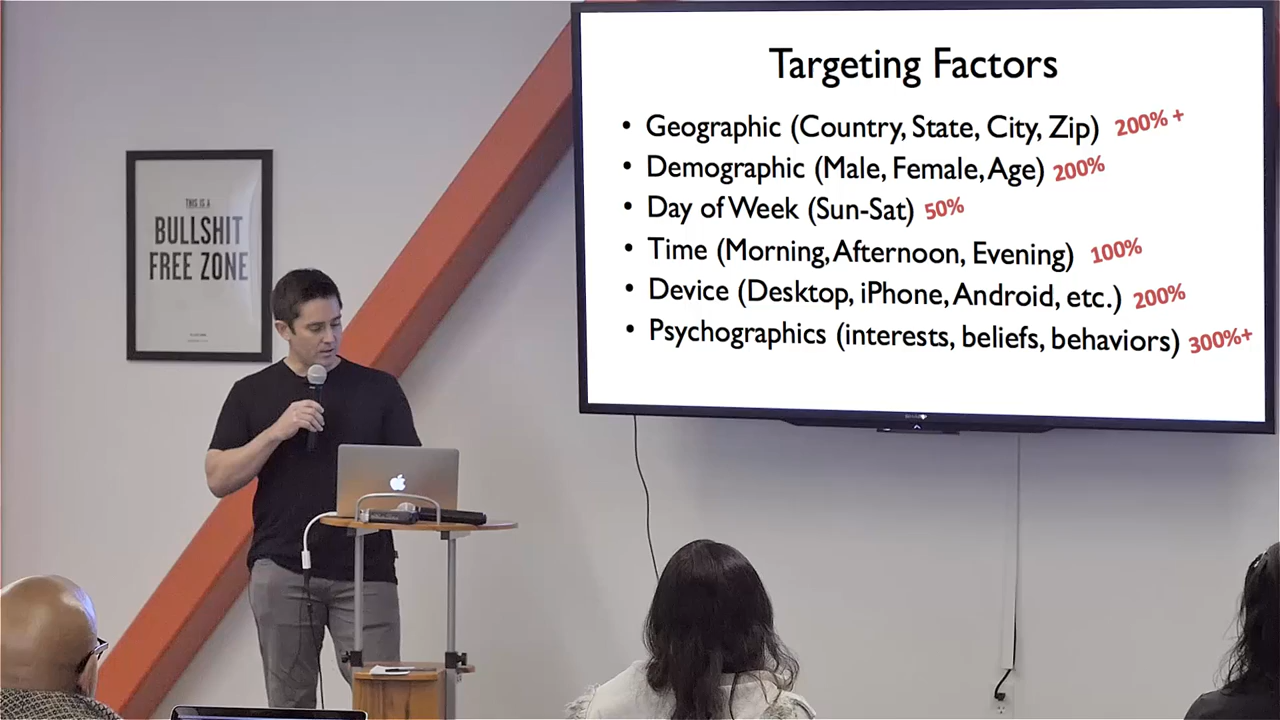 Targeting Factors
• Geographic (Country, State, City, Zip) 200% +
• Demographic (Male, Female, Age) 200%
• Day of Week (Sun-Sat) 50%
• Time (Morning, Afternoon, Evening) 100%
• Device (Desktop, iPhone, Android, etc.) 200%
• Psychographics (interests, beliefs, behaviors) 300%+
THIS IS A
BULLSHIT
FREE ZONE